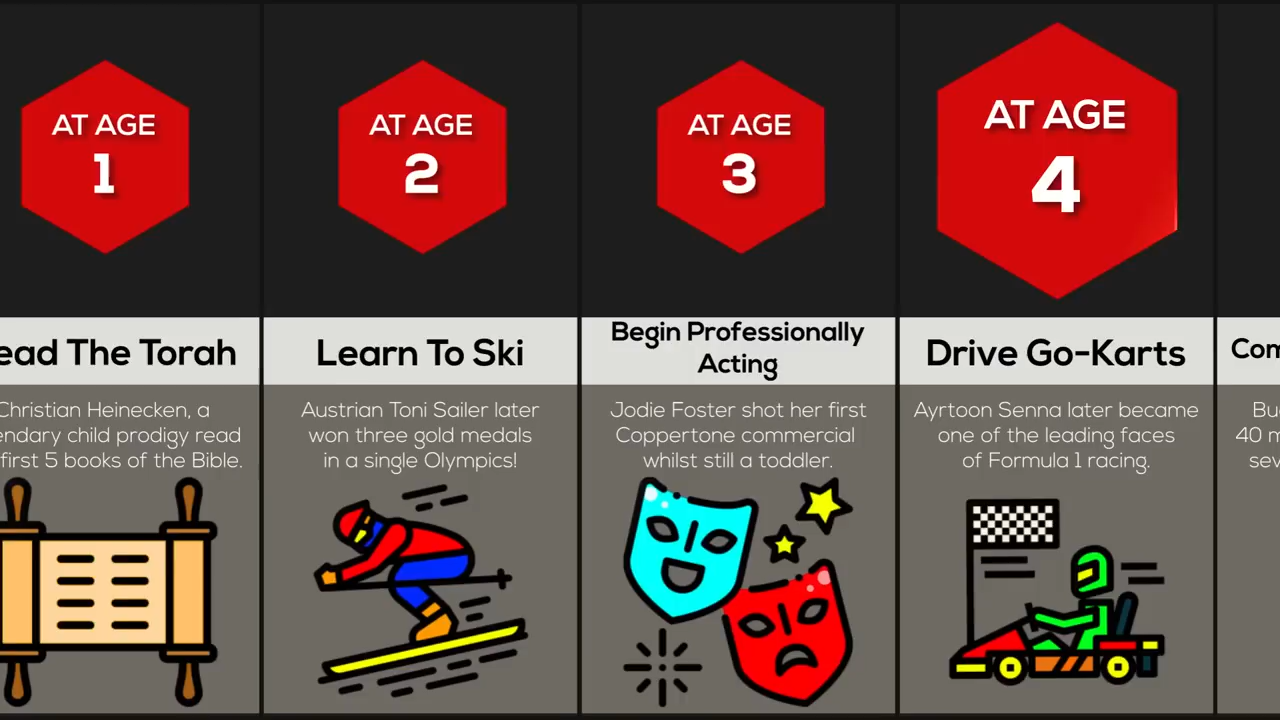 AT AGE
1
ead The Torah
Christian Heinecken, a
endary child prodigy read
first 5 books of the Bible.
AT AGE
2
Learn To Ski
Austrian Toni Sailer later
won three gold medals
in a single Olympics!
AT AGE
3
Begin Professionally
Acting
Jodie Foster shot her first
Coppertone commercial
whilst still a toddler.
AT AGE
4
Drive Go-Karts
Ayrtoon Senna later became
one of the leading faces
of Formula 1 racing.
Com
Bu
40 m
sev